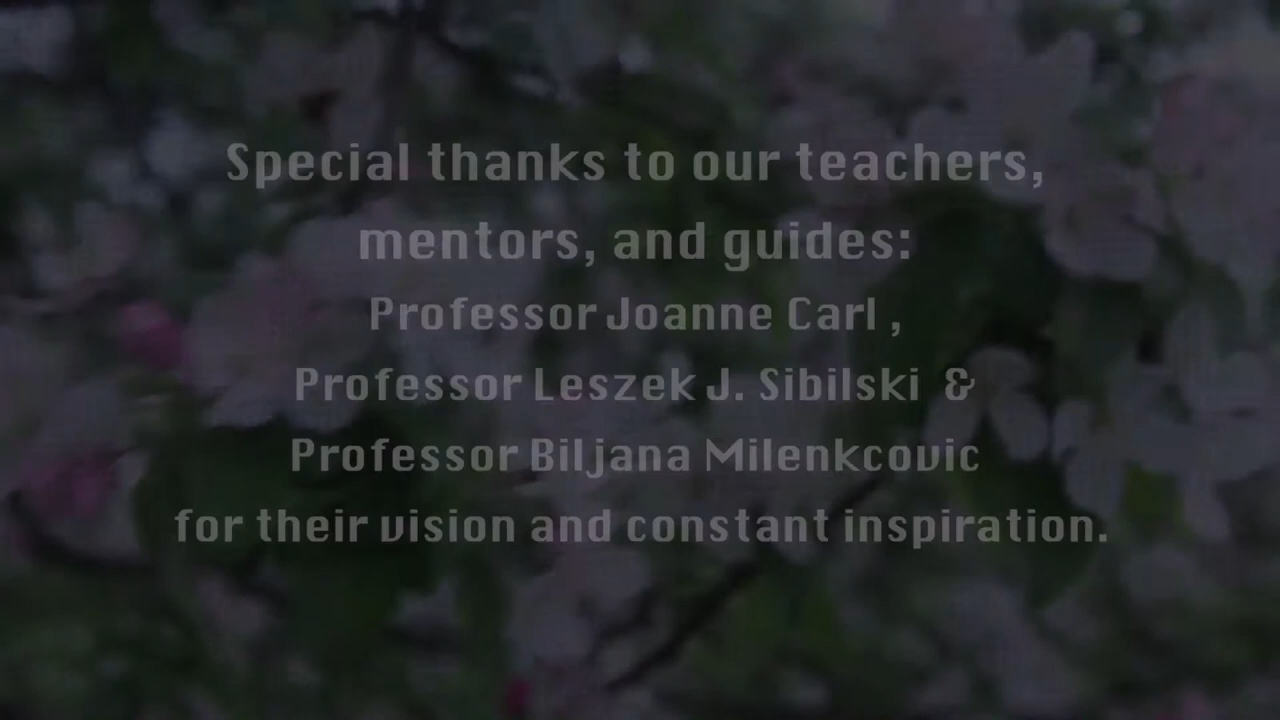 Special thanks to our teachers,
mentors, and guides:
Professor Joanne Carl ,
Professor Leszek J. Sibilski &
Professor Biljana Milenkcovic
for their vision and constant inspiration.